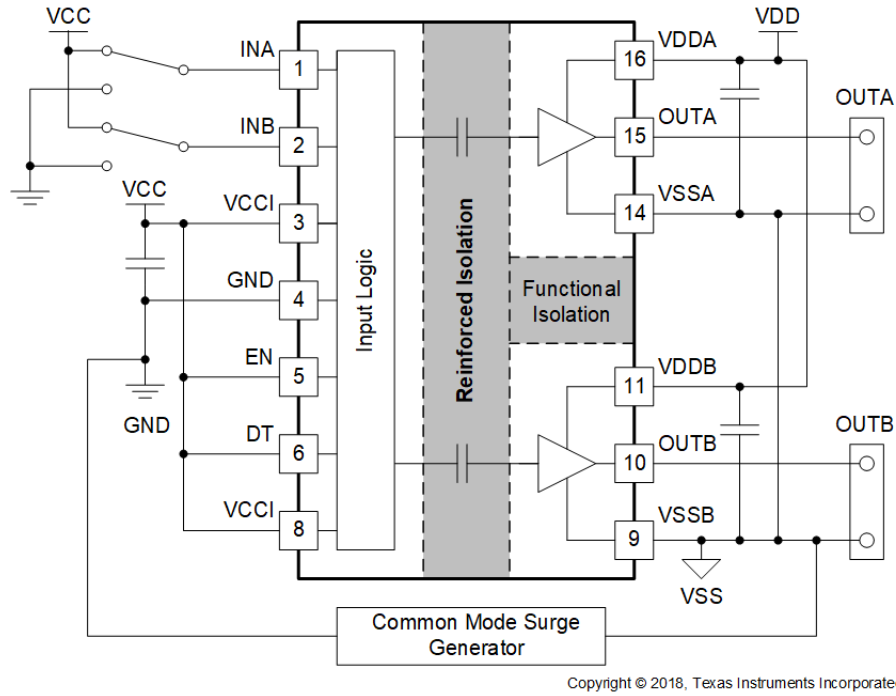 VCC
INA
1
INB
2
VCC
VCCI
3
GND
4
EN
5
GND
DT
6
VCCI
8
Input Logic
Reinforced Isolation
Functional
Isolation
VDD
VDDA
16
OUTA
15
VSSA
14
OUTA
VDDB
11
OUTB
10
VSSB
9
OUTB
VSS
Common Mode Surge
Generator
Copyright © 2018, Texas Instruments Incorporate